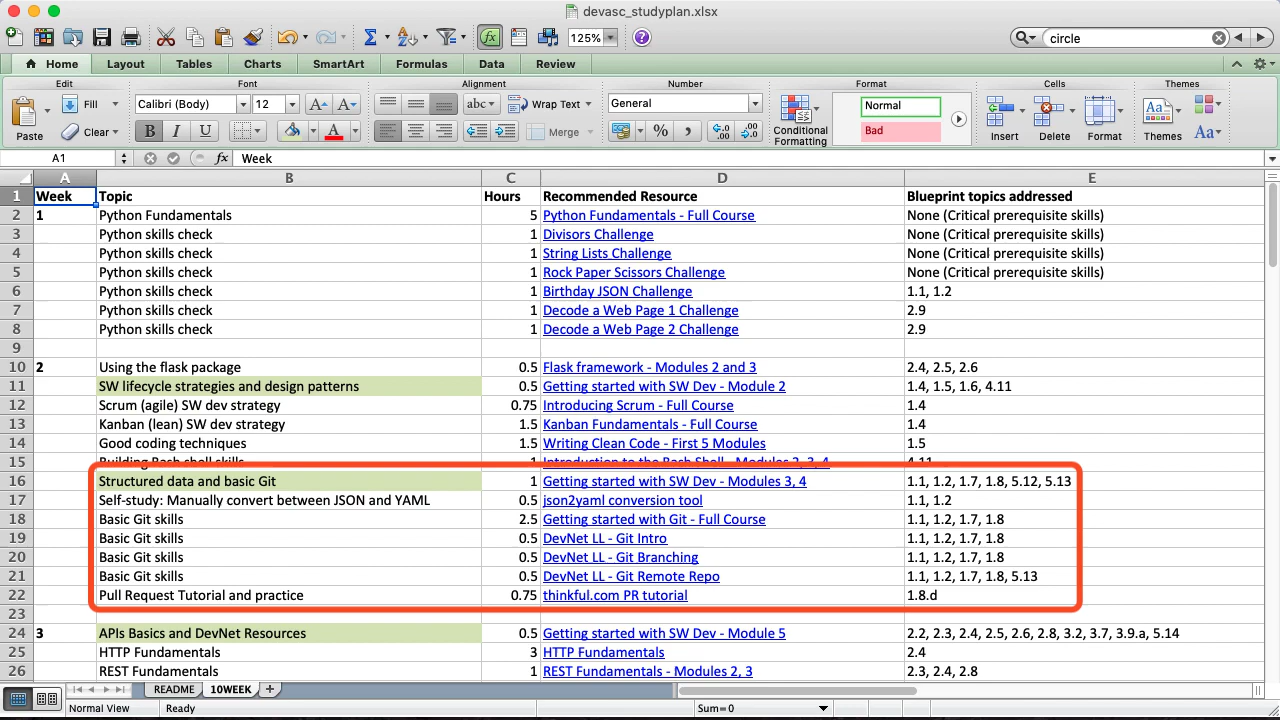 devasc_studyplan.xlsx
125% circle
Home Layout Tables Charts SmartArt Formulas Data Review
Edit Font Alignment Number Format Cells Themes
Fill Calibri (Body) 12 abc Wrap Text General Normal
Paste Clear B I U Merge % Conditional Formatting Bad Insert Delete Format Themes Aa
A1 fx Week
A B C D E
1 Week Topic Hours Recommended Resource Blueprint topics addressed
2 1 Python Fundamentals 5 Python Fundamentals - Full Course None (Critical prerequisite skills)
3 Python skills check 1 Divisors Challenge None (Critical prerequisite skills)
4 Python skills check 1 String Lists Challenge None (Critical prerequisite skills)
5 Python skills check 1 Rock Paper Scissors Challenge None (Critical prerequisite skills)
6 Python skills check 1 Birthday JSON Challenge 1.1, 1.2
7 Python skills check 1 Decode a Web Page 1 Challenge 2.9
8 Python skills check 1 Decode a Web Page 2 Challenge 2.9
9
10 2 Using the flask package 0.5 Flask framework - Modules 2 and 3 2.4, 2.5, 2.6
11 SW lifecycle strategies and design patterns 0.5 Getting started with SW Dev - Module 2 1.4, 1.5, 1.6, 4.11
12 Scrum (agile) SW dev strategy 0.75 Introducing Scrum - Full Course 1.4
13 Kanban (lean) SW dev strategy 1.5 Kanban Fundamentals - Full Course 1.4
14 Good coding techniques 1.5 Writing Clean Code - First 5 Modules 1.5
15 Building Bash shell skills 1 Introduction to the Bash Shell - Modules 2, 3, 4 4.11
16 Structured data and basic Git 1 Getting started with SW Dev - Modules 3, 4 1.1, 1.2, 1.7, 1.8, 5.12, 5.13
17 Self-study: Manually convert between JSON and YAML 0.5 json2yaml conversion tool 1.1, 1.2
18 Basic Git skills 2.5 Getting started with Git - Full Course 1.1, 1.2, 1.7, 1.8
19 Basic Git skills 0.5 DevNet LL - Git Intro 1.1, 1.2, 1.7, 1.8
20 Basic Git skills 0.5 DevNet LL - Git Branching 1.1, 1.2, 1.7, 1.8
21 Basic Git skills 0.5 DevNet LL - Git Remote Repo 1.1, 1.2, 1.7, 1.8, 5.13
22 Pull Request Tutorial and practice 0.75 thinkful.com PR tutorial 1.8.d
23
24 3 APIs Basics and DevNet Resources 0.5 Getting started with SW Dev - Module 5 2.2, 2.3, 2.4, 2.5, 2.6, 2.8, 3.2, 3.7, 3.9.a, 5.14
25 HTTP Fundamentals 3 HTTP Fundamentals 2.4
26 REST Fundamentals 1 REST Fundamentals - Modules 2, 3 2.3, 2.4, 2.8
README 10WEEK +
Normal View Ready Sum=0